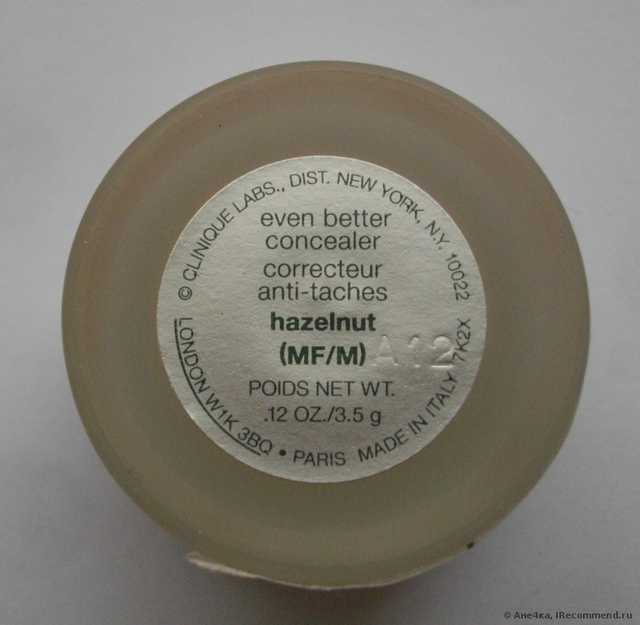 © CLINIQUE LABS., DIST. NEW YORK, N.Y. 10022
even better
concealer
correcteur
anti-taches
hazelnut
(MF/M)
A12
POIDS NET WT.
.12 OZ./3.5 g
LONDON W1K 3BQ • PARIS MADE IN ITALY 7K2X
© Ане4ка, IRecommend.ru